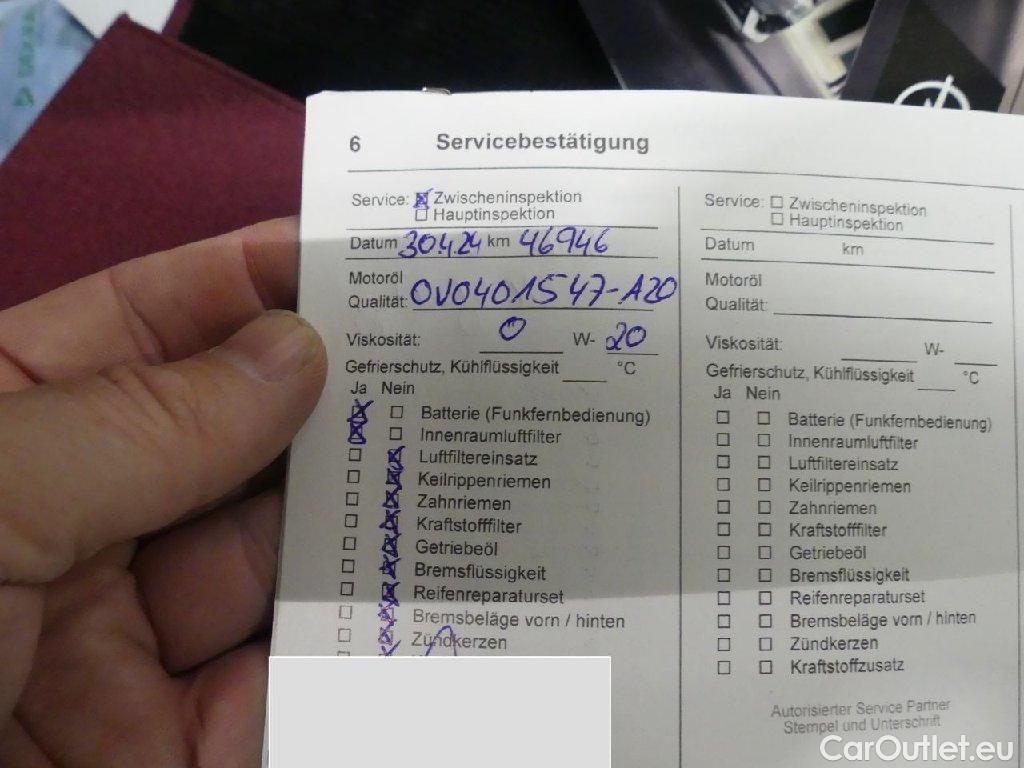 6 Servicebestätigung
Service: Zwischeninspektion
Hauptinspektion
Datum 30.4.24 km 46946
Motoröl
Qualität: OV0401547-A20
Viskosität: 0 W- 20
Gefrierschutz, Kühlflüssigkeit °C
Ja Nein
Batterie (Funkfernbedienung)
Innenraumluftfilter
Luftfiltereinsatz
Keilrippenriemen
Zahnriemen
Kraftstofffilter
Getriebeöl
Bremsflüssigkeit
Reifenreparaturset
Bremsbeläge vorn / hinten
Zündkerzen
Service: Zwischeninspektion
Hauptinspektion
Datum km
Motoröl
Qualität:
Viskosität: W-
Gefrierschutz, Kühlflüssigkeit °C
Ja Nein
Batterie (Funkfernbedienung)
Innenraumluftfilter
Luftfiltereinsatz
Keilrippenriemen
Zahnriemen
Kraftstofffilter
Getriebeöl
Bremsflüssigkeit
Reifenreparaturset
Bremsbeläge vorn / hinten
Zündkerzen
Kraftstoffzusatz
Autorisierter Service Partner
Stempel und Unterschrift
CarOutlet.eu